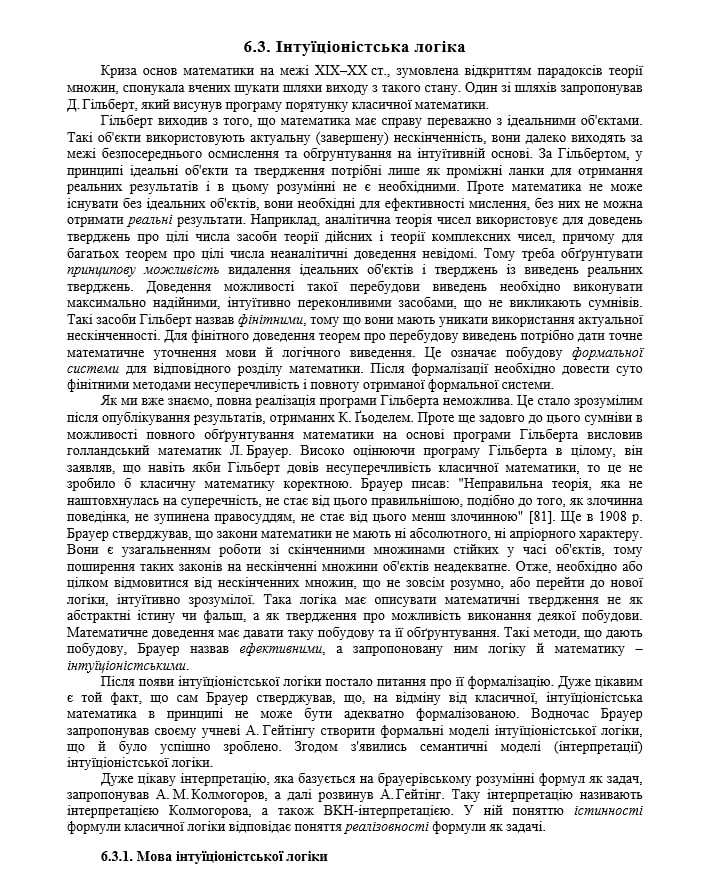 6.3. Інтуїціоністська логіка
Криза основ математики на межі XIX–XX ст., зумовлена відкриттям парадоксів теорії
множин, спонукала вчених шукати шляхи виходу з такого стану. Один зі шляхів запропонував
Д. Гільберт, який висунув програму порятунку класичної математики.
Гільберт виходив з того, що математика має справу переважно з ідеальними об'єктами.
Такі об'єкти використовують актуальну (завершену) нескінченність, вони далеко виходять за
межі безпосереднього осмислення та обґрунтування на інтуїтивній основі. За Гільбертом, у
принципі ідеальні об'єкти та твердження потрібні лише як проміжні ланки для отримання
реальних результатів і в цьому розумінні не є необхідними. Проте математика не може
існувати без ідеальних об'єктів, вони необхідні для ефективності мислення, без них не можна
отримати реальні результати. Наприклад, аналітична теорія чисел використовує для доведень
тверджень про цілі числа засоби теорії дійсних і теорії комплексних чисел, причому для
багатьох теорем про цілі числа неаналітичні доведення невідомі. Тому треба обґрунтувати
принципову можливість видалення ідеальних об'єктів і тверджень із виведень реальних
тверджень. Доведення можливості такої перебудови виведень необхідно виконувати
максимально надійними, інтуїтивно переконливими засобами, що не викликають сумнівів.
Такі засоби Гільберт назвав фінітними, тому що вони мають уникати використання актуальної
нескінченності. Для фінітного доведення теорем про перебудову виведень потрібно дати точне
математичне уточнення мови й логічного виведення. Це означає побудову формальної
системи для відповідного розділу математики. Після формалізації необхідно довести суто
фінітними методами несуперечливість і повноту отриманої формальної системи.
Як ми вже знаємо, повна реалізація програми Гільберта неможлива. Це стало зрозумілим
після опублікування результатів, отриманих К. Ґьоделем. Проте ще задовго до цього сумніви в
можливості повного обґрунтування математики на основі програми Гільберта висловив
голландський математик Л. Брауер. Високо оцінюючи програму Гільберта в цілому, він
заявляв, що навіть якби Гільберт довів несуперечливість класичної математики, то це не
зробило б класичну математику коректною. Брауер писав: "Неправильна теорія, яка не
наштовхнулась на суперечність, не стає від цього правильнішою, подібно до того, як злочинна
поведінка, не зупинена правосуддям, не стає від цього менш злочинною" [81]. Ще в 1908 р.
Брауер стверджував, що закони математики не мають ні абсолютного, ні апріорного характеру.
Вони є узагальненням роботи зі скінченними множинами стійких у часі об'єктів, тому
поширення таких законів на нескінченні множини об'єктів неадекватне. Отже, необхідно або
цілком відмовитися від нескінченних множин, що не зовсім розумно, або перейти до нової
логіки, інтуїтивно зрозумілої. Така логіка має описувати математичні твердження не як
абстрактні істину чи фальш, а як твердження про можливість виконання деякої побудови.
Математичне доведення має давати таку побудову та її обґрунтування. Такі методи, що дають
побудову, Брауер назвав ефективними, а запропоновану ним логіку й математику –
інтуїціоністськими.
Після появи інтуїціоністської логіки постало питання про її формалізацію. Дуже цікавим
є той факт, що сам Брауер стверджував, що, на відміну від класичної, інтуїціоністська
математика в принципі не може бути адекватно формалізованою. Водночас Брауер
запропонував своєму учневі А. Гейтінгу створити формальні моделі інтуїціоністської логіки,
що й було успішно зроблено. Згодом з'явились семантичні моделі (інтерпретації)
інтуїціоністської логіки.
Дуже цікаву інтерпретацію, яка базується на брауерівському розумінні формул як задач,
запропонував А. М. Колмогоров, а далі розвинув А. Гейтінг. Таку інтерпретацію називають
інтерпретацією Колмогорова, а також ВКН-інтерпретацією. У ній поняттю істинності
формули класичної логіки відповідає поняття реалізовності формули як задачі.
6.3.1. Мова інтуїціоністської логіки